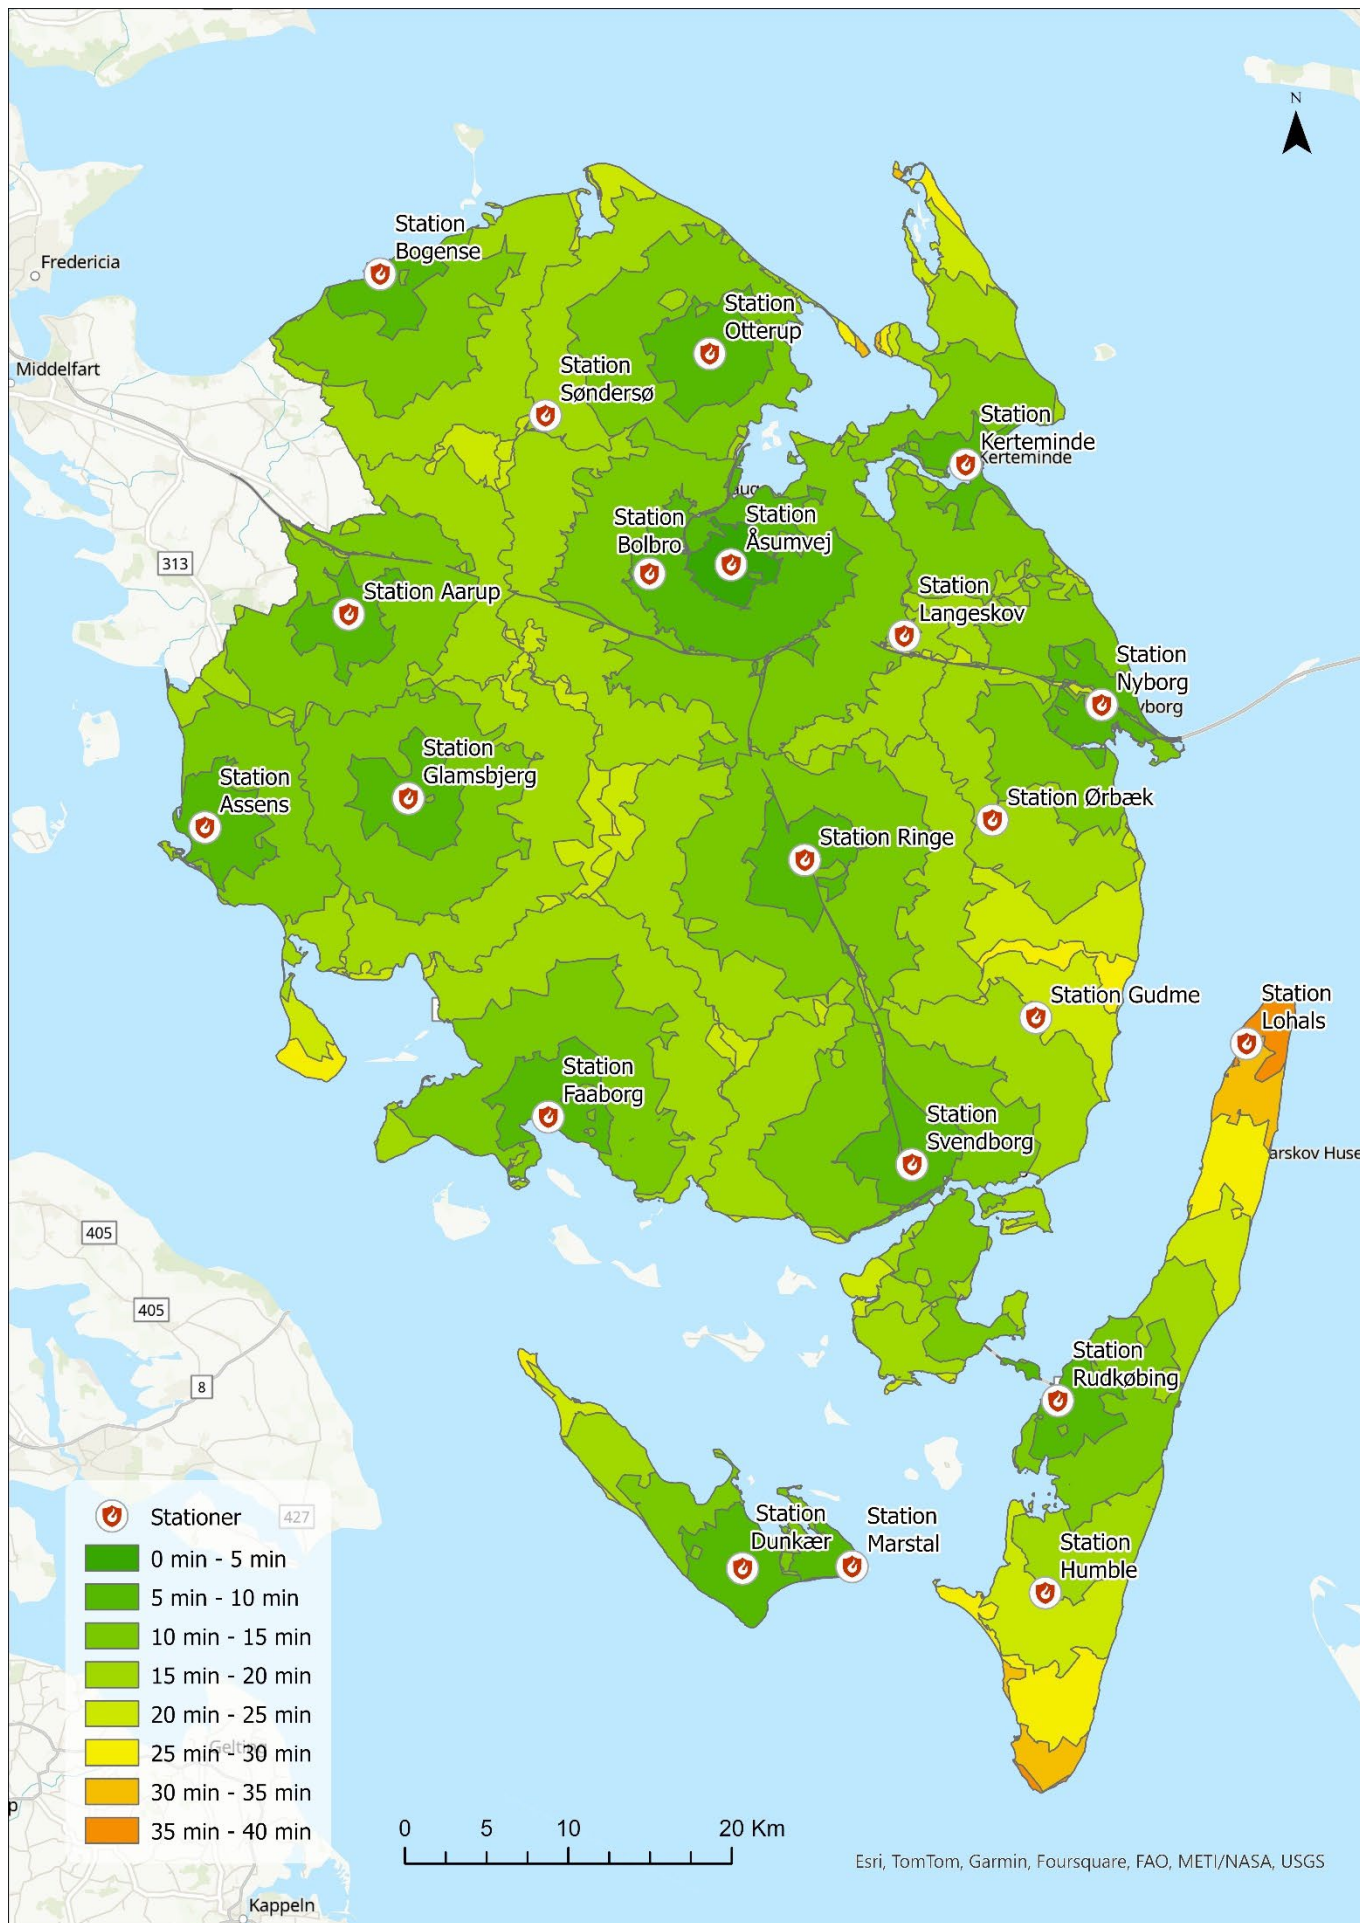 N
Station
Bogense
Fredericia
Station
Otterup
Middelfart
Station
Søndersø
Station
Kerteminde
Kerteminde
Station
Bolbro
Station
Åsumvej
313
Station Aarup
Station
Langeskov
Station
Nyborg
yborg
Station
Glamsbjerg
Station
Assens
Station Ørbæk
Station Ringe
Station Gudme
Station
Lohals
Station
Faaborg
Station
Svendborg
arskov Huse
405
405
8
Station
Rudkøbing
Station
Dunkær
Station
Marstal
Station
Humble
427
Stationer
0 min - 5 min
5 min - 10 min
10 min - 15 min
15 min - 20 min
20 min - 25 min
25 min - 30 min
30 min - 35 min
35 min - 40 min
p
0 5 10 20 Km
Esri, TomTom, Garmin, Foursquare, FAO, METI/NASA, USGS
Kappeln